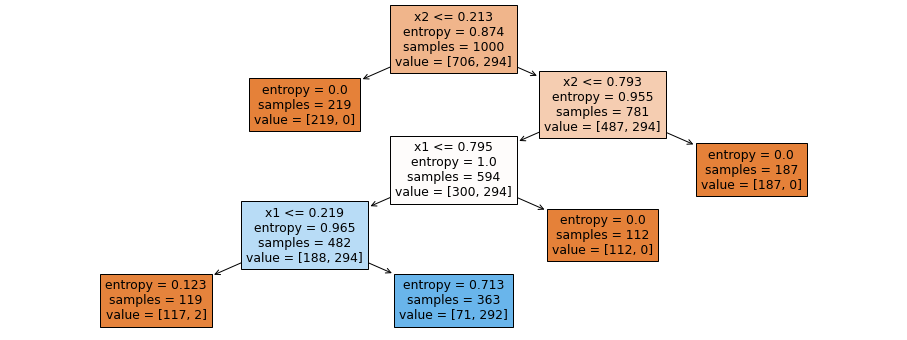 x2 <= 0.213
entropy = 0.874
samples = 1000
value = [706, 294]
entropy = 0.0
samples = 219
value = [219, 0]
x2 <= 0.793
entropy = 0.955
samples = 781
value = [487, 294]
x1 <= 0.795
entropy = 1.0
samples = 594
value = [300, 294]
entropy = 0.0
samples = 187
value = [187, 0]
x1 <= 0.219
entropy = 0.965
samples = 482
value = [188, 294]
entropy = 0.0
samples = 112
value = [112, 0]
entropy = 0.123
samples = 119
value = [117, 2]
entropy = 0.713
samples = 363
value = [71, 292]